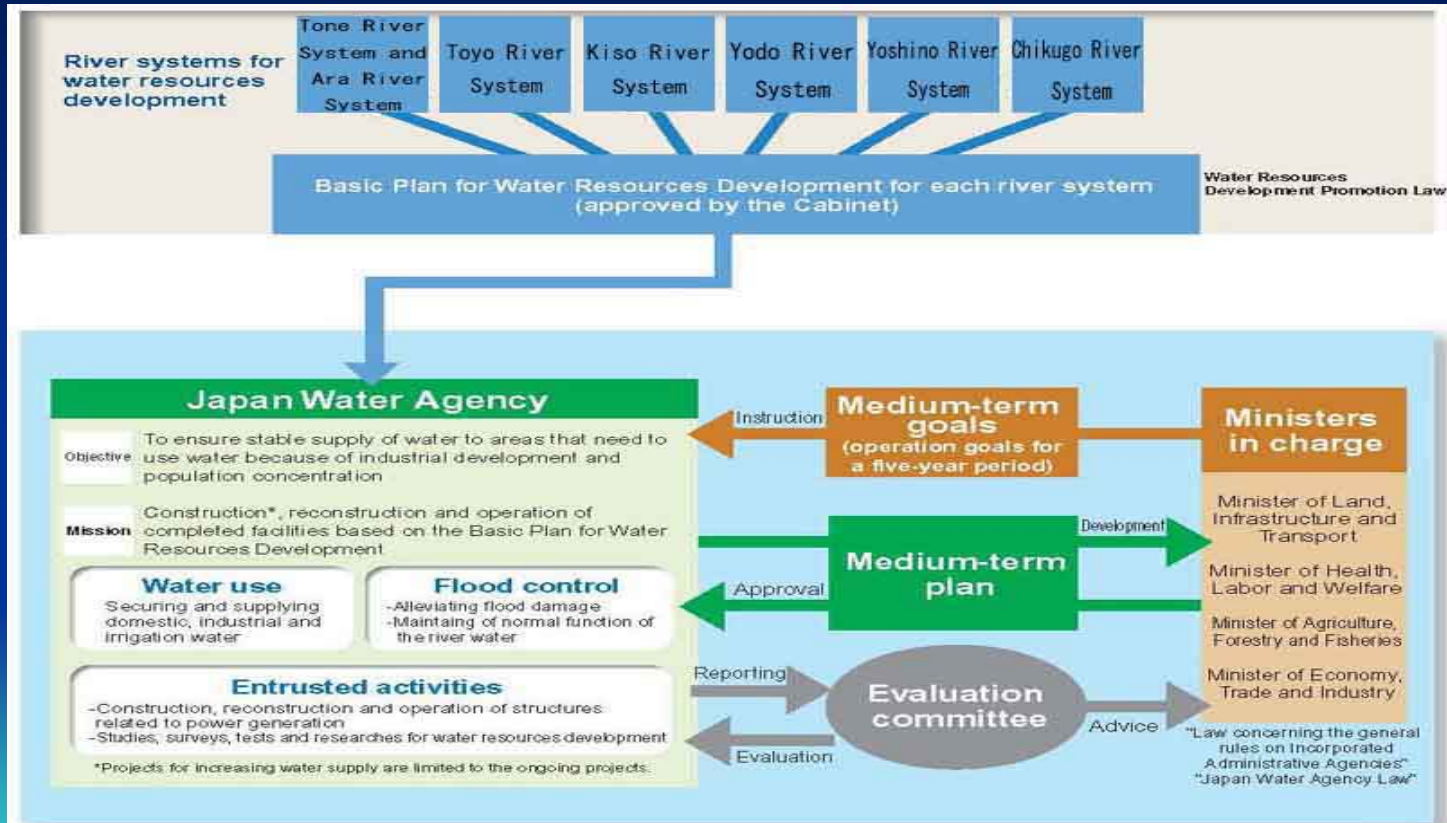 River systems for
water resources
development
Tone River
System and
Ara River
System
Toyo River
System
Kiso River
System
Yodo River
System
Yoshino River
System
Chikugo River
System
Basic Plan for Water Resources Development for each river system
(approved by the Cabinet)
Water Resources
Development Promotion Law
Japan Water Agency
Objective
To ensure stable supply of water to areas that need to
use water because of industrial development and
population concentration
Mission
Construction*, reconstruction and operation of
completed facilities based on the Basic Plan for Water
Resources Development
Water use
Securing and supplying
domestic, industrial and
irrigation water
Flood control
-Alleviating flood damage
-Maintaing of normal function of
the river water
Entrusted activities
-Construction, reconstruction and operation of structures
related to power generation
-Studies, surveys, tests and researches for water resources development
*Projects for increasing water supply are limited to the ongoing projects.
Instruction
Medium-term
goals
(operation goals for
a five-year period)
Development
Approval
Medium-term
plan
Reporting
Evaluation
Evaluation
committee
Advice
Ministers
in charge
Minister of Land,
Infrastructure and
Transport
Minister of Health,
Labor and Welfare
Minister of Agriculture,
Forestry and Fisheries
Minister of Economy,
Trade and Industry
"Law concerning the general
rules on Incorporated
Administrative Agencies"
"Japan Water Agency Law"